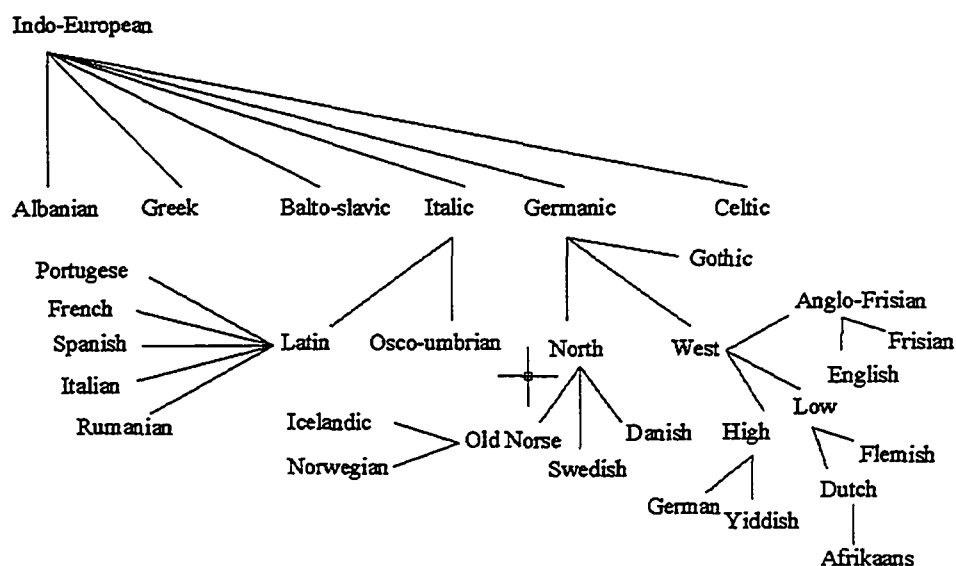 Indo-European
Albanian Greek Balto-slavic Italic Germanic Celtic
Gothic
Portugese
French
Spanish
Italian
Rumanian
Latin
Osco-umbrian
North
West
Anglo-Frisian
Frisian
English
Low
High
Icelandic
Norwegian
Old Norse
Swedish
Danish
Flemish
Dutch
German
Yiddish
Afrikaans